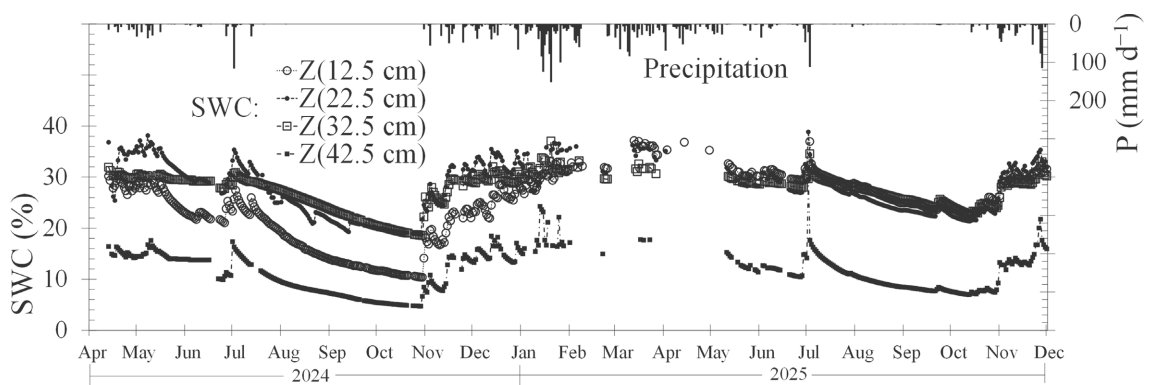 Z(12.5 cm)
Z(22.5 cm)
SWC:
Z(32.5 cm)
Z(42.5 cm)
Precipitation
0
100
200
P (mm d⁻¹)
40
30
20
10
0
SWC (%)
Apr May Jun Jul Aug Sep Oct Nov Dec Jan Feb Mar Apr May Jun Jul Aug Sep Oct Nov Dec
2024 2025